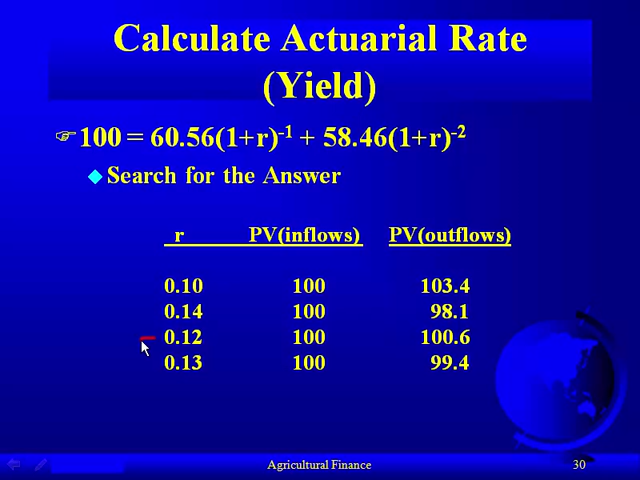 Calculate Actuarial Rate
(Yield)
100 = 60.56(1+r)⁻¹ + 58.46(1+r)⁻²
Search for the Answer
r PV(inflows) PV(outflows)
0.10 100 103.4
0.14 100 98.1
0.12 100 100.6
0.13 100 99.4
Agricultural Finance 30